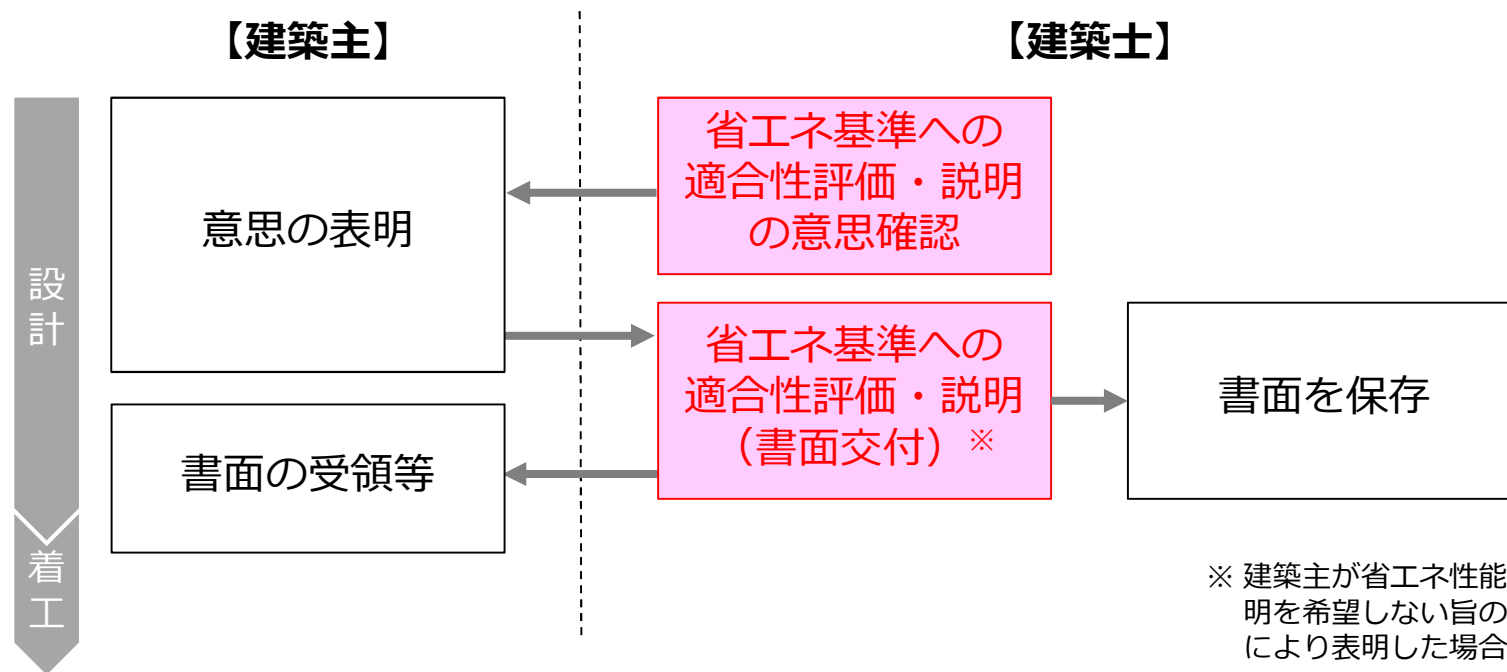 【建築主】
【建築士】
設計
着工
意思の表明
省エネ基準への
適合性評価・説明
の意思確認
省エネ基準への
適合性評価・説明
（書面交付）※
書面を保存
書面の受領等
※ 建築主が省エネ性能
明を希望しない旨の
により表明した場合